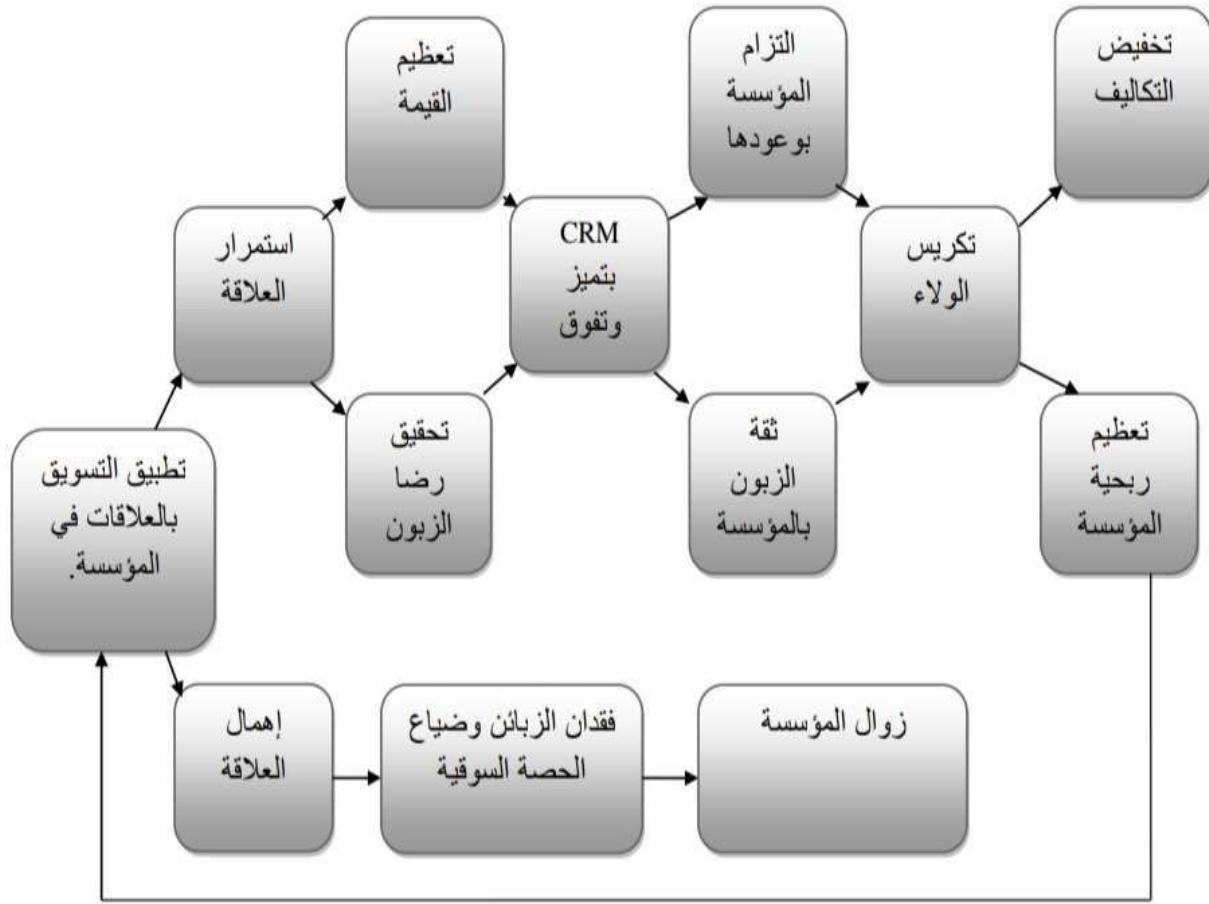 تعظيم
القيمة
التزام
المؤسسة
بوعودها
تخفيض
التكاليف
استمرار
العلاقة
CRM
بتميز
وتفوق
تكريس
الولاء
تطبيق التسويق
بالعلاقات في
المؤسسة.
تحقيق
رضا
الزبون
ثقة
الزبون
بالمؤسسة
تعظيم
ربحية
المؤسسة
إهمال
العلاقة
فقدان الزبائن وضياع
الحصة السوقية
زوال المؤسسة